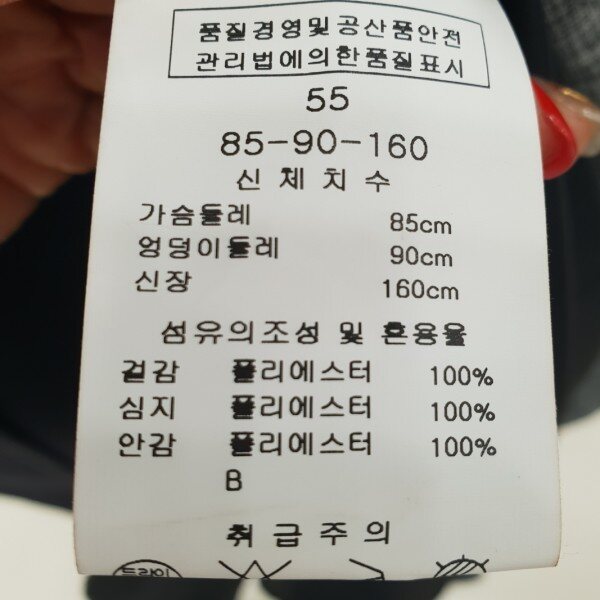 품질경영및공산품안전
관리법에의한품질표시
55
85-90-160
신체치수
가슴둘레 85cm
엉덩이둘레 90cm
신장 160cm
섬유의조성 및 혼용율
겉감 폴리에스터 100%
심지 폴리에스터 100%
안감 폴리에스터 100%
B
취급주의
드라이